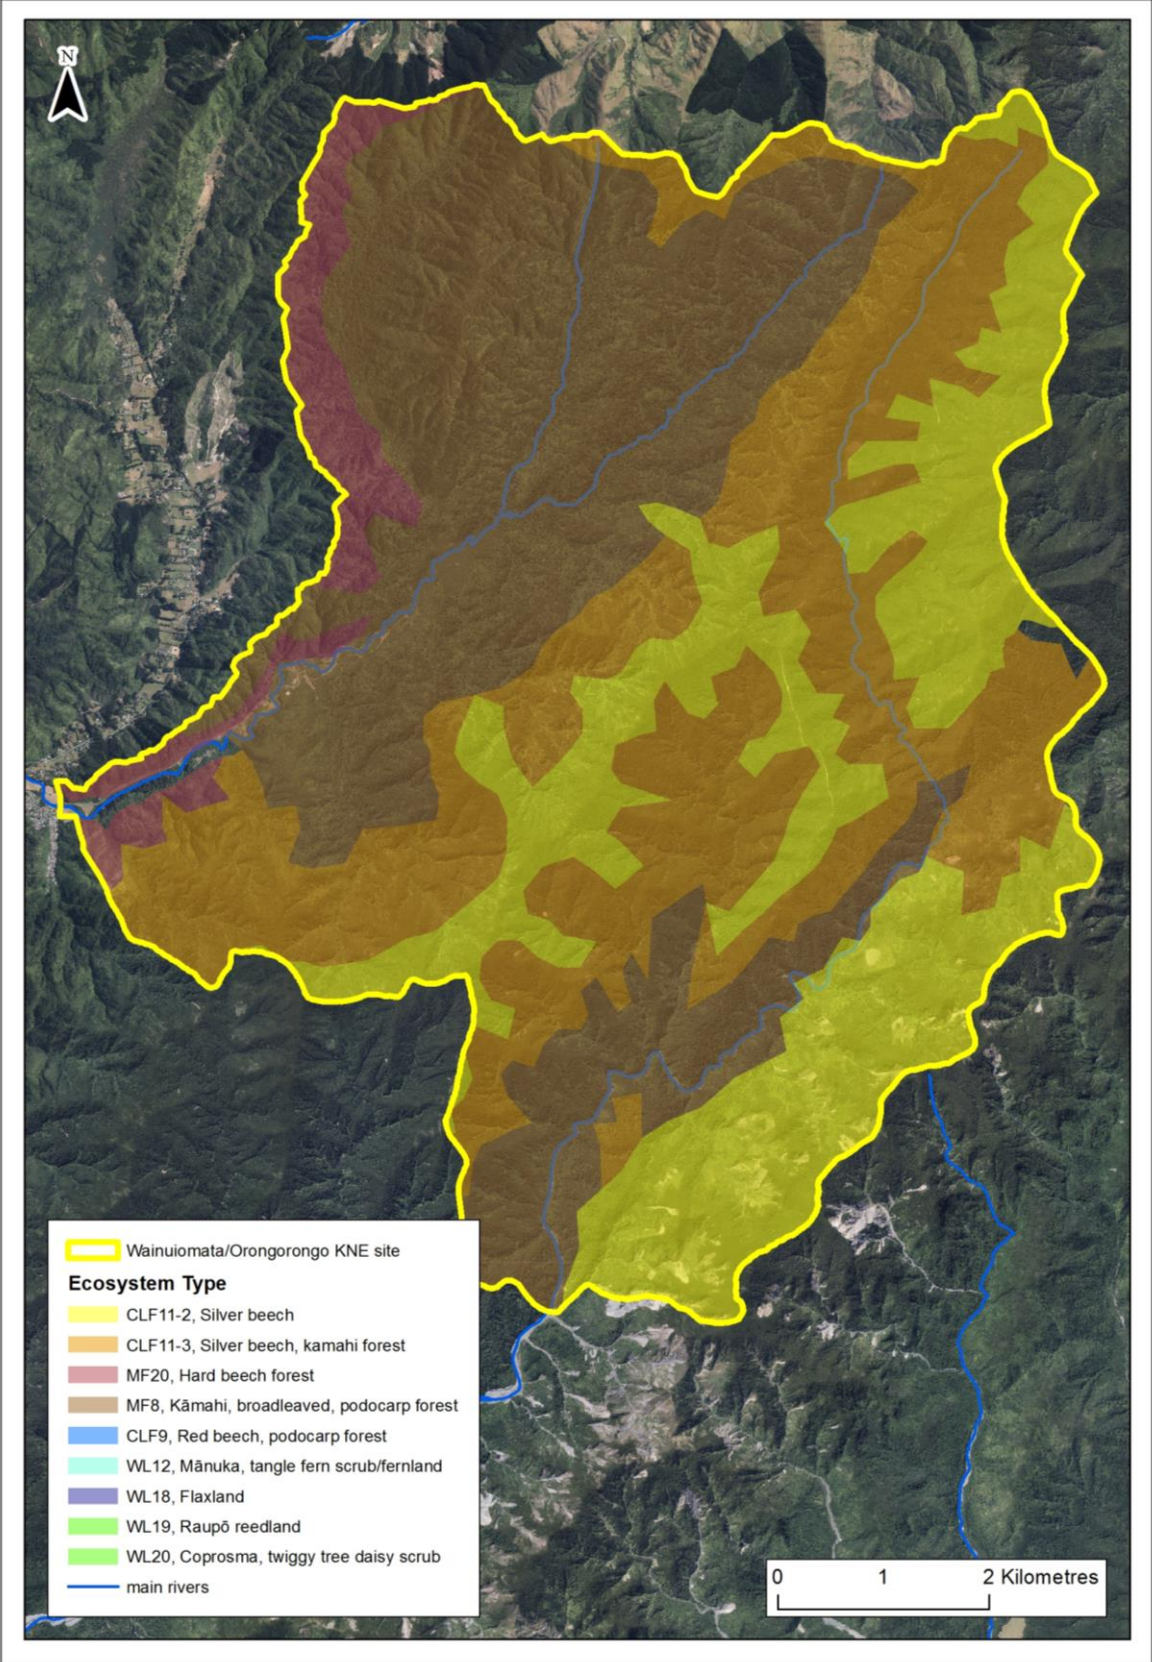 N
Wainuiomata/Orongorongo KNE site
Ecosystem Type
CLF11-2, Silver beech
CLF11-3, Silver beech, kamahi forest
MF20, Hard beech forest
MF8, Kāmahi, broadleaved, podocarp forest
CLF9, Red beech, podocarp forest
WL12, Mānuka, tangle fern scrub/fernland
WL18, Flaxland
WL19, Raupō reedland
WL20, Coprosma, twiggy tree daisy scrub
main rivers
0 1 2 Kilometres